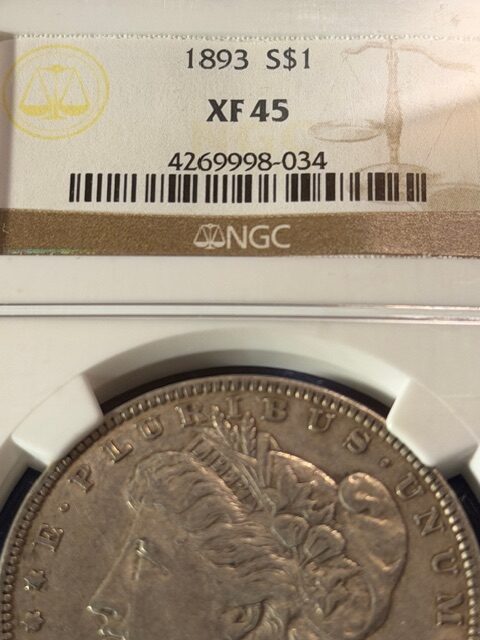 1893 S$1
XF 45
4269998-034
NGC
E·PLURIBUS·UNUM
LIBERTY